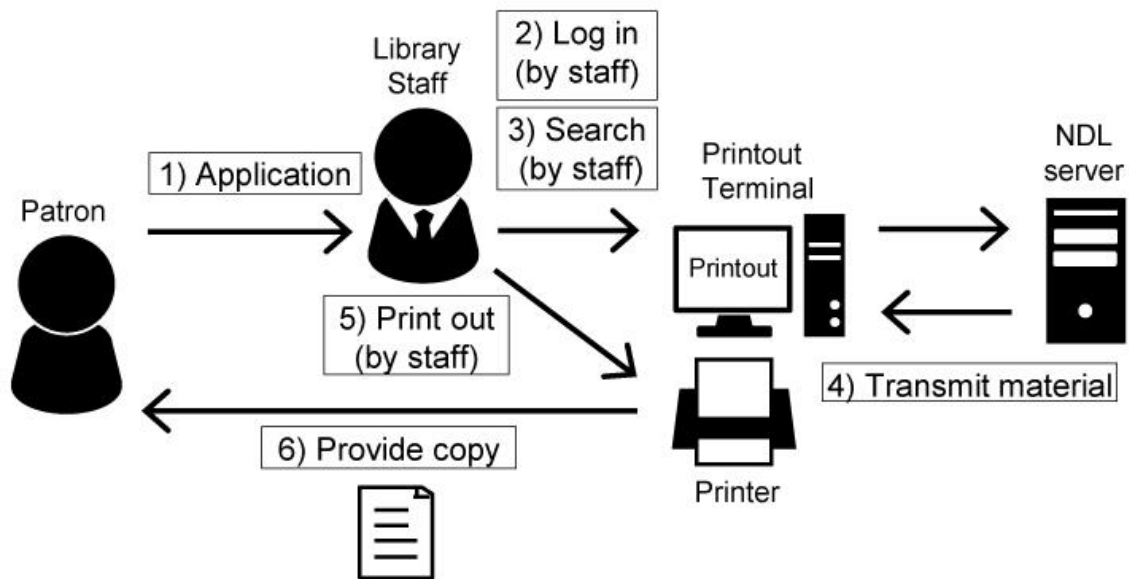 Patron
1) Application
Library
Staff
2) Log in
(by staff)
3) Search
(by staff)
Printout
Terminal
Printout
NDL
server
4) Transmit material
5) Print out
(by staff)
Printer
6) Provide copy